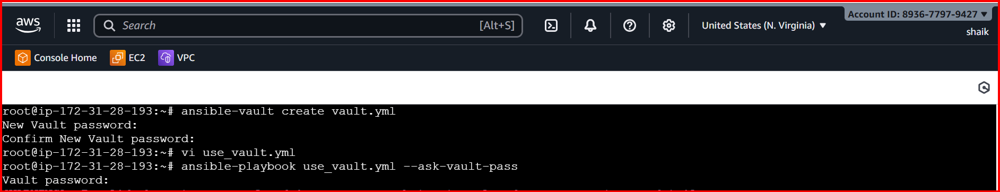 aws
Search
[Alt+S]
United States (N. Virginia)
Account ID: 8936-7797-9427
shaik
Console Home
EC2
VPC
root@ip-172-31-28-193:~# ansible-vault create vault.yml
New Vault password:
Confirm New Vault password:
root@ip-172-31-28-193:~# vi use_vault.yml
root@ip-172-31-28-193:~# ansible-playbook use_vault.yml --ask-vault-pass
Vault password: